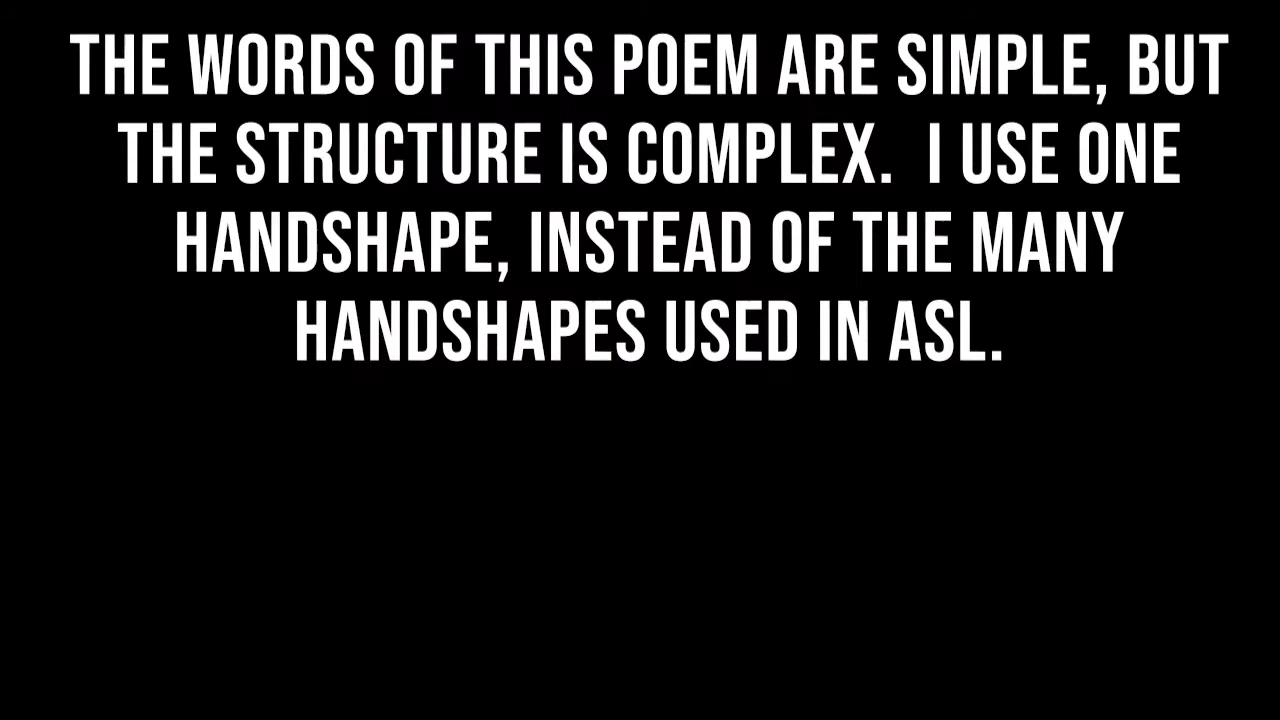 THE WORDS OF THIS POEM ARE SIMPLE, BUT
THE STRUCTURE IS COMPLEX.  I USE ONE
HANDSHAPE, INSTEAD OF THE MANY
HANDSHAPES USED IN ASL.